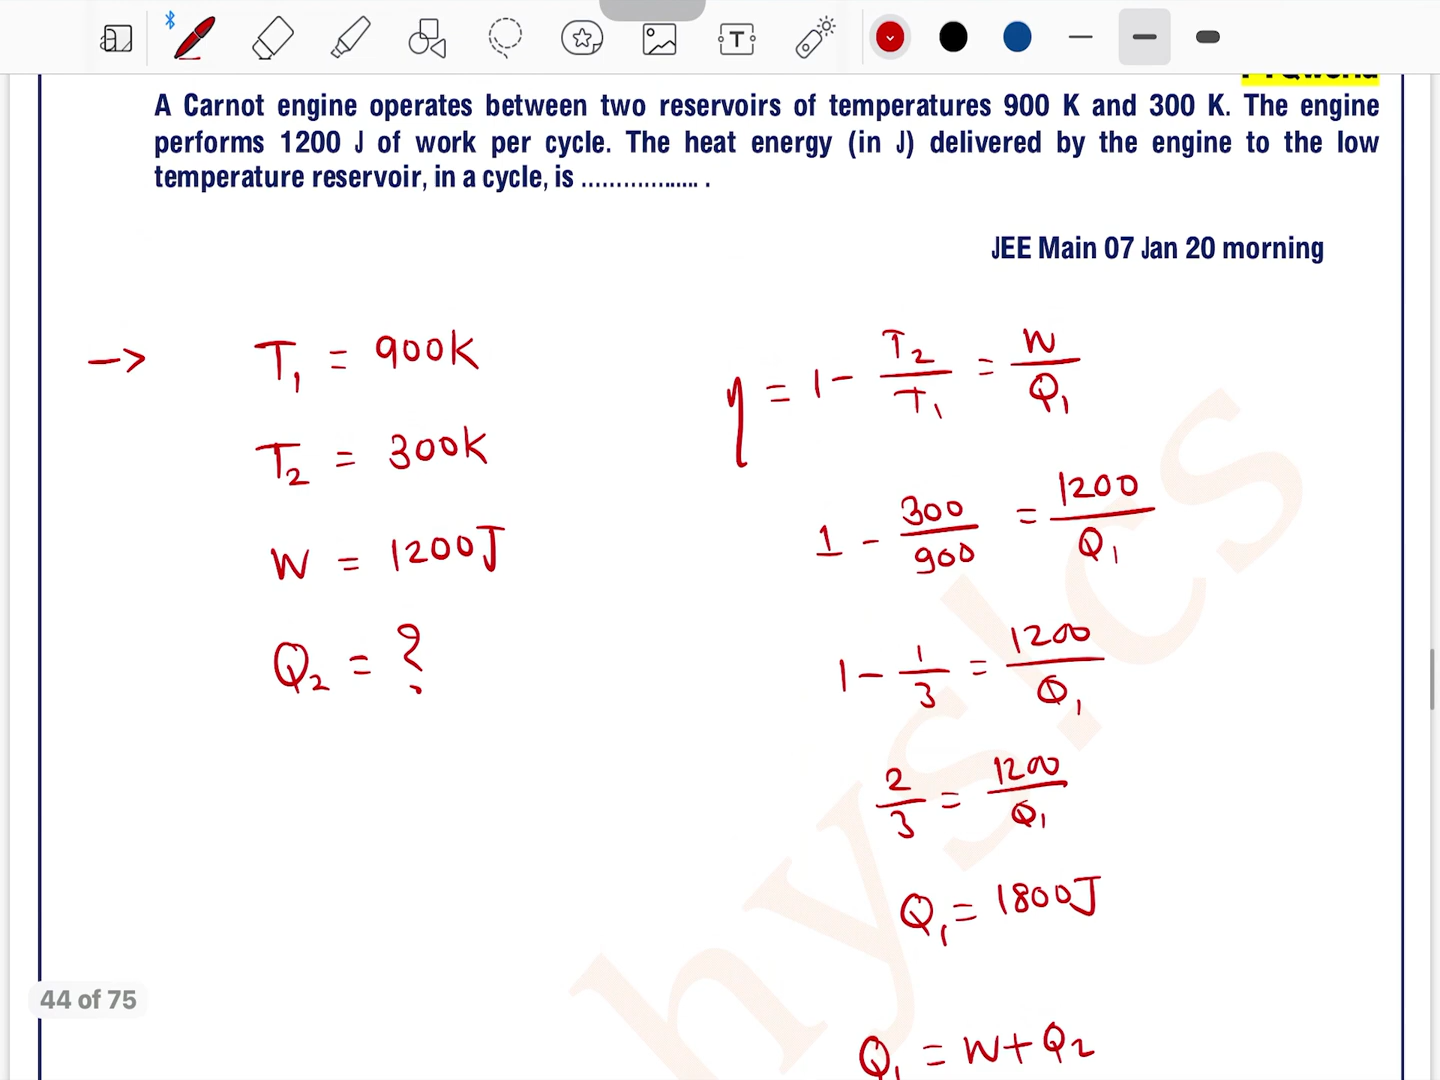 A Carnot engine operates between two reservoirs of temperatures 900 K and 300 K. The engine
performs 1200 J of work per cycle. The heat energy (in J) delivered by the engine to the low
temperature reservoir, in a cycle, is .................... .
JEE Main 07 Jan 20 morning
→ T₁ = 900K
T₂ = 300K
W = 1200J
Q₂ = ?
η = 1 - T₂/T₁ = W/Q₁
1 - 300/900 = 1200/Q₁
1 - 1/3 = 1200/Q₁
2/3 = 1200/Q₁
Q₁ = 1800J
Q₁ = W + Q₂
44 of 75